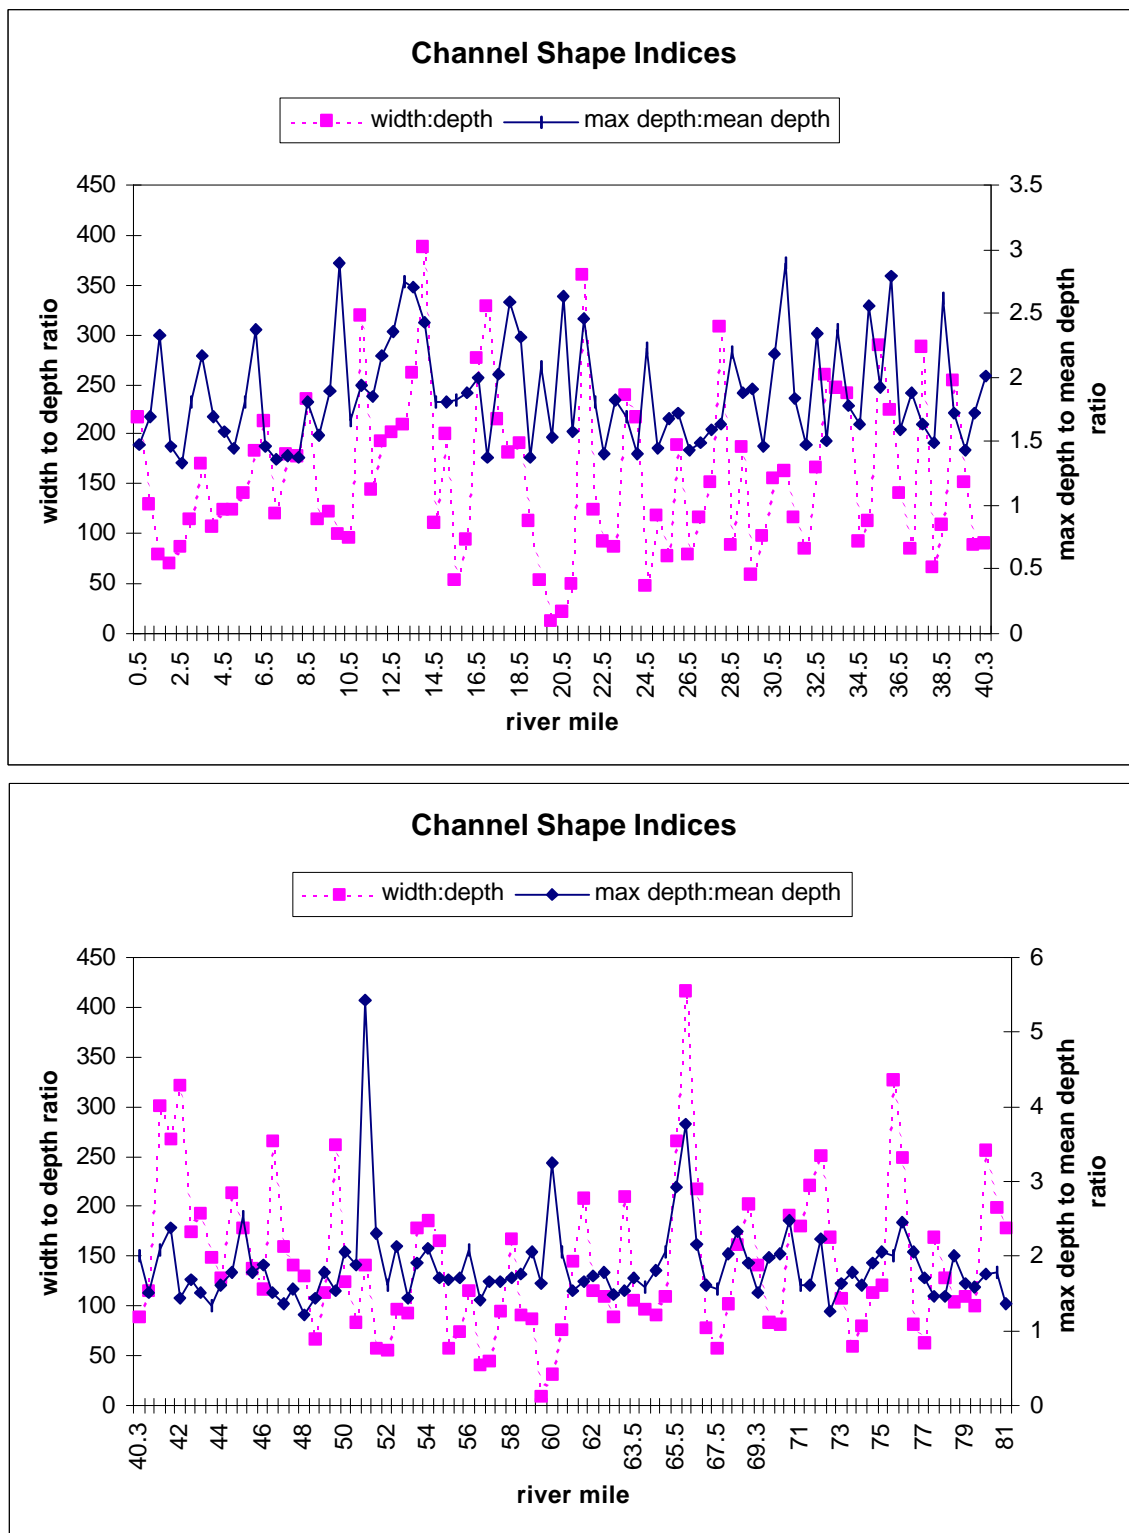 Channel Shape Indices
width:depth max depth:mean depth
450
400
350
300
250
200
150
100
50
0
width to depth ratio
3.5
3
2.5
2
1.5
1
0.5
0
max depth to mean depth
ratio
0.5 2.5 4.5 6.5 8.5 10.5 12.5 14.5 16.5 18.5 20.5 22.5 24.5 26.5 28.5 30.5 32.5 34.5 36.5 38.5 40.3
river mile
Channel Shape Indices
width:depth max depth:mean depth
450
400
350
300
250
200
150
100
50
0
width to depth ratio
6
5
4
3
2
1
0
max depth to mean depth
ratio
40.3 42 44 46 48 50 52 54 56 58 60 62 63.5 65.5 67.5 69.3 71 73 75 77 79 81
river mile